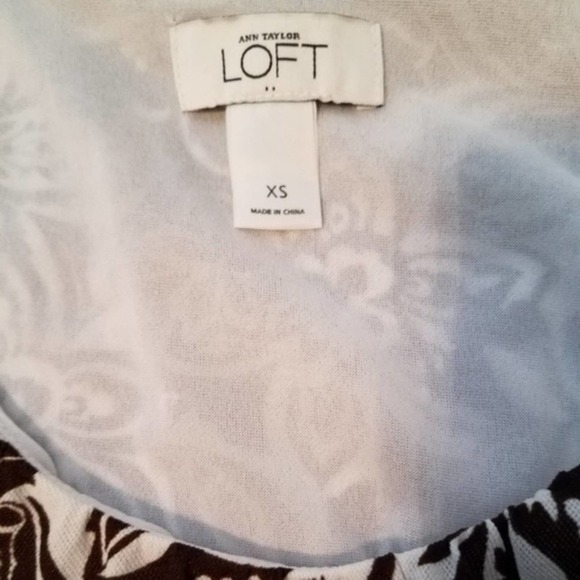 ANN TAYLOR
LOFT
XS
MADE IN CHINA